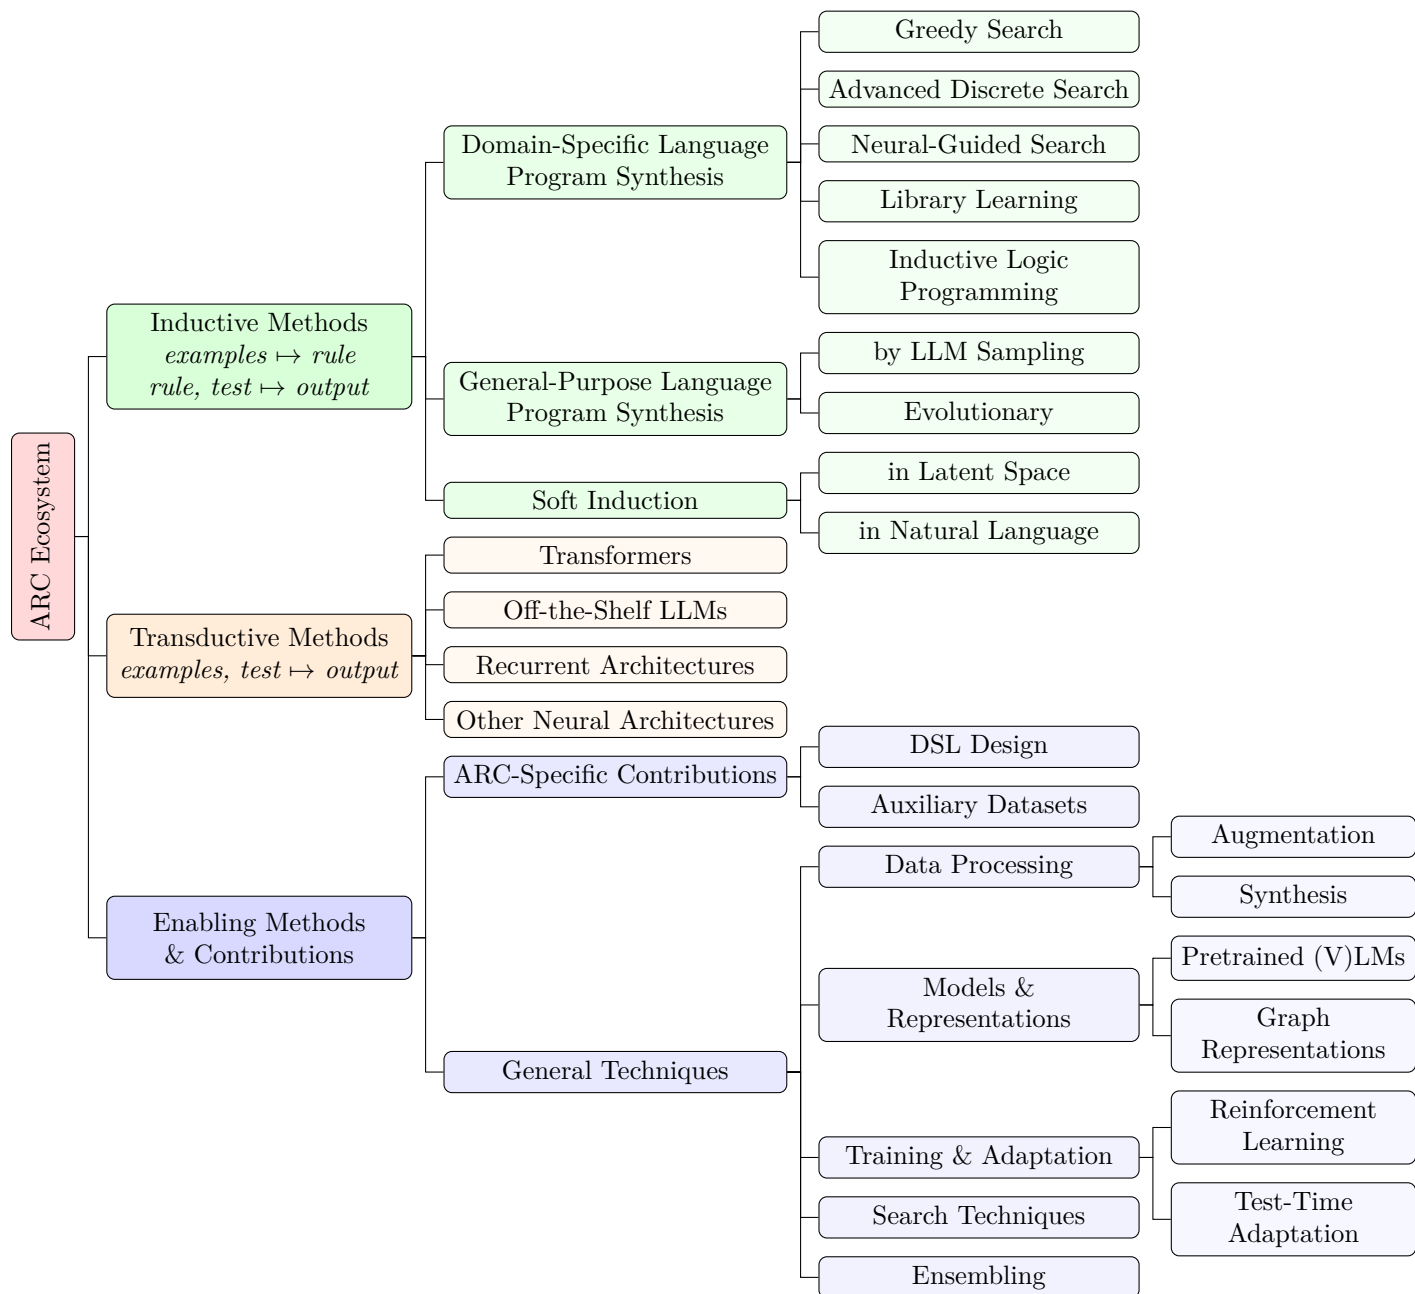 ARC Ecosystem
Inductive Methods
examples ↦ rule
rule, test ↦ output
Domain-Specific Language
Program Synthesis
Greedy Search
Advanced Discrete Search
Neural-Guided Search
Library Learning
Inductive Logic
Programming
General-Purpose Language
Program Synthesis
by LLM Sampling
Evolutionary
Soft Induction
in Latent Space
in Natural Language
Transductive Methods
examples, test ↦ output
Transformers
Off-the-Shelf LLMs
Recurrent Architectures
Other Neural Architectures
Enabling Methods
& Contributions
ARC-Specific Contributions
DSL Design
Auxiliary Datasets
General Techniques
Data Processing
Augmentation
Synthesis
Models &
Representations
Pretrained (V)LMs
Graph
Representations
Training & Adaptation
Reinforcement
Learning
Test-Time
Adaptation
Search Techniques
Ensembling